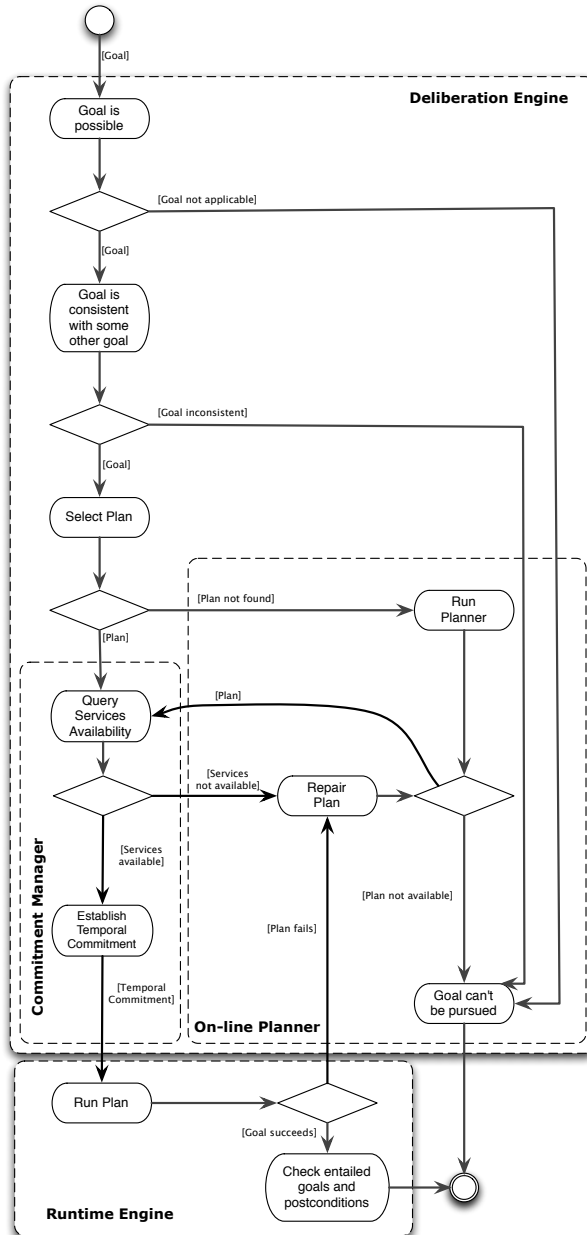 [Goal]
Deliberation Engine
Goal is
possible
[Goal not applicable]
[Goal]
Goal is
consistent
with some
other goal
[Goal inconsistent]
[Goal]
Select Plan
[Plan not found]
Run
Planner
[Plan]
[Plan]
Query
Services
Availability
[Services
not available]
Repair
Plan
[Services
available]
[Plan not available]
Establish
Temporal
Commitment
[Plan fails]
Commitment Manager
[Temporal
Commitment]
Goal can't
be pursued
On-line Planner
Run Plan
[Goal succeeds]
Check entailed
goals and
postconditions
Runtime Engine